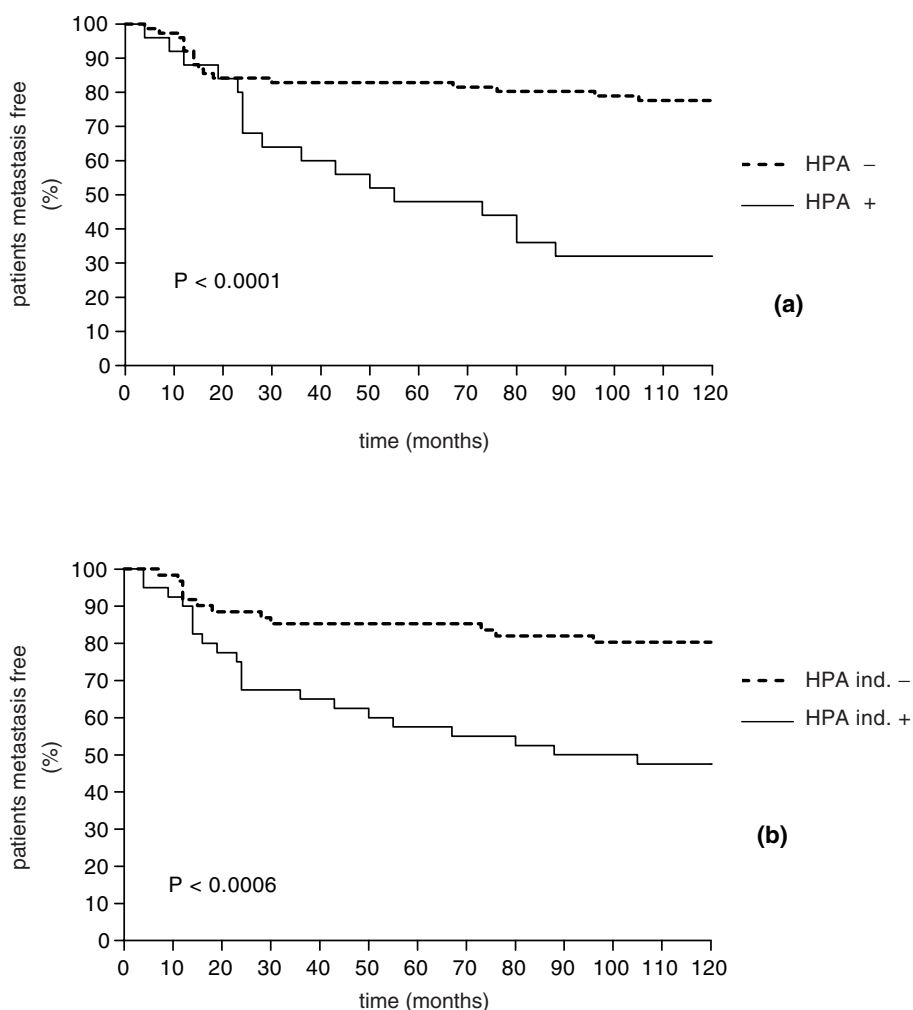 100
90
80
70
60
50
40
30
20
10
0
patients metastasis free
(%)
P < 0.0001
HPA –
HPA +
(a)
0 10 20 30 40 50 60 70 80 90 100 110 120
time (months)
100
90
80
70
60
50
40
30
20
10
0
patients metastasis free
(%)
P < 0.0006
HPA ind. –
HPA ind. +
(b)
0 10 20 30 40 50 60 70 80 90 100 110 120
time (months)